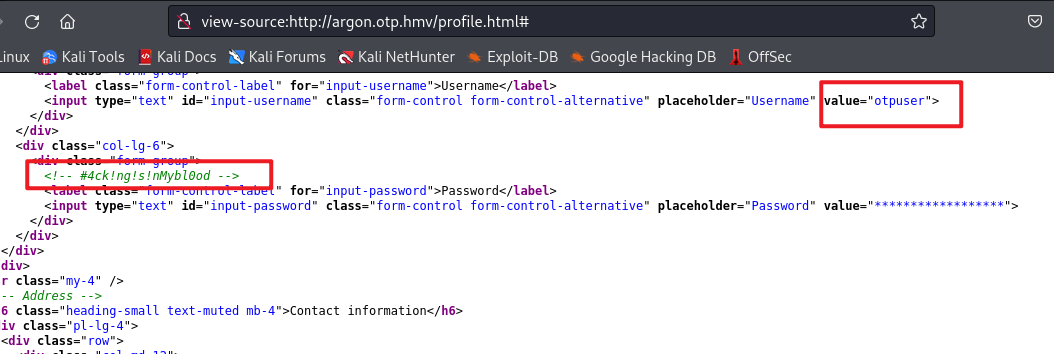 view-source:http://argon.otp.hmv/profile.html#
Linux Kali Tools Kali Docs Kali Forums Kali NetHunter Exploit-DB Google Hacking DB OffSec
<div class="form-group">
<label class="form-control-label" for="input-username">Username</label>
<input type="text" id="input-username" class="form-control form-control-alternative" placeholder="Username" value="otpuser">
</div>
</div>
<div class="col-lg-6">
<div class="form-group">
<!-- #4ck!ng!s!nMybl0od -->
<label class="form-control-label" for="input-password">Password</label>
<input type="text" id="input-password" class="form-control form-control-alternative" placeholder="Password" value="******************">
</div>
</div>
</div>
div>
r class="my-4" />
-- Address -->
6 class="heading-small text-muted mb-4">Contact information</h6>
iv class="pl-lg-4">
<div class="row">
<div class="col-md-12">